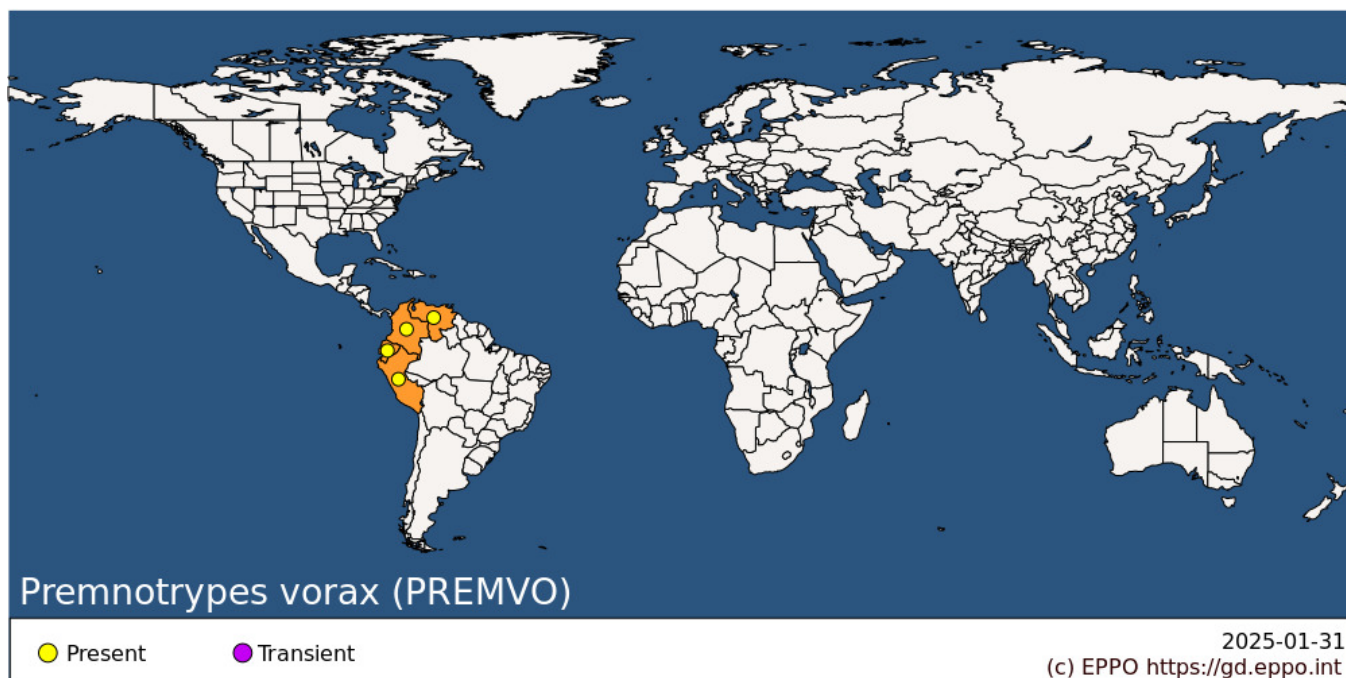 Premnotrypes vorax (PREMVO)
Present
Transient
2025-01-31
(c) EPPO https://gd.eppo.int